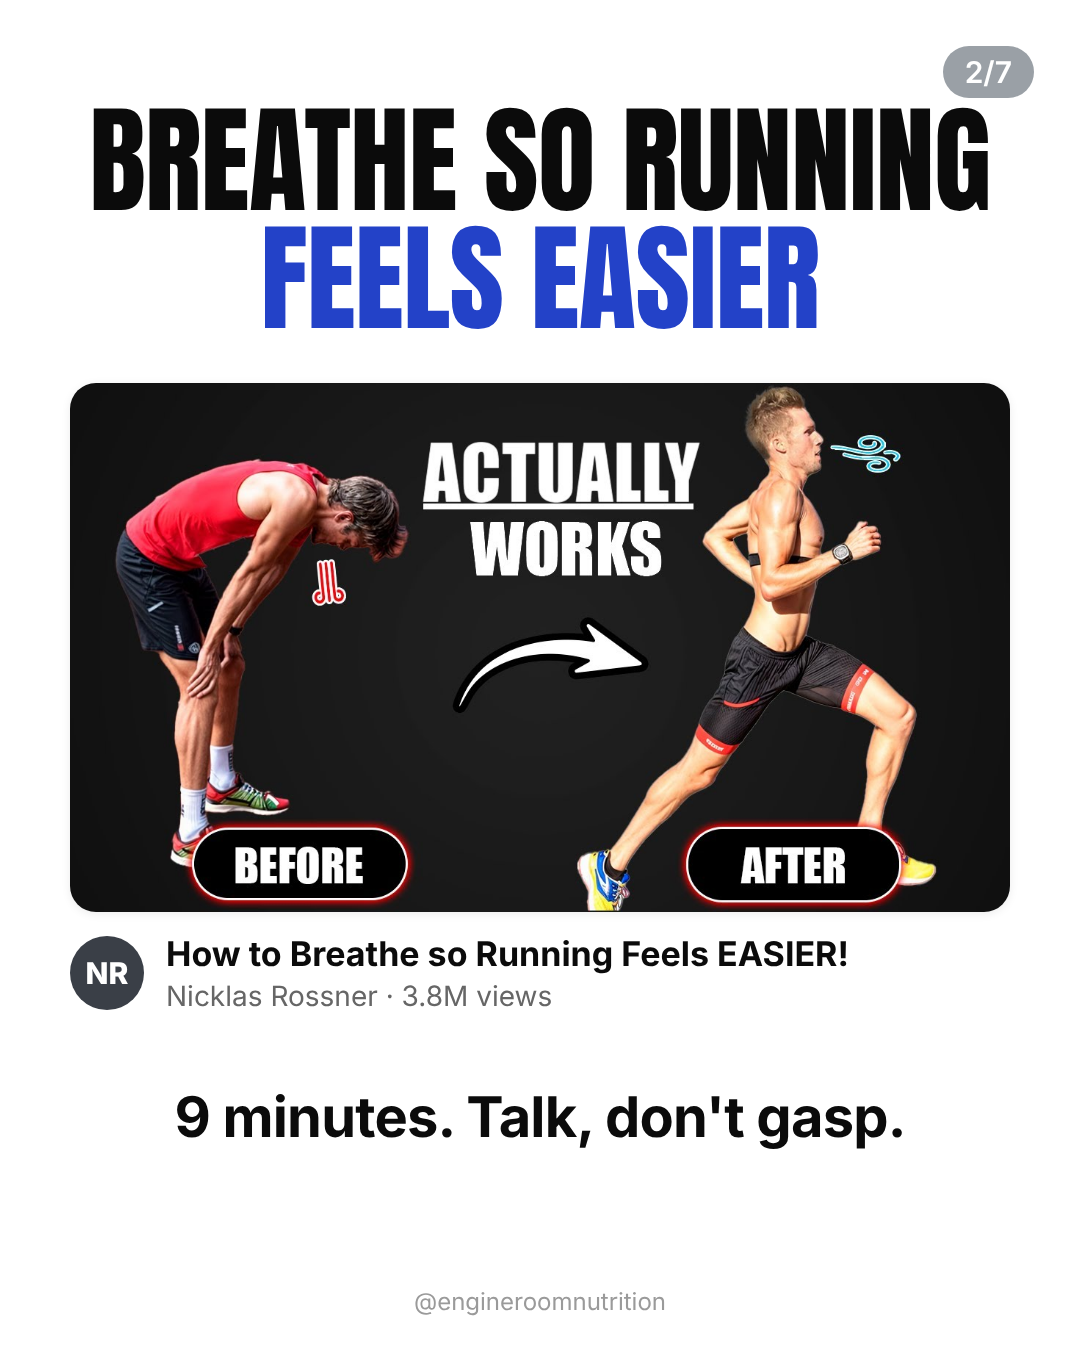 2/7
BREATHE SO RUNNING
FEELS EASIER
ACTUALLY
WORKS
BEFORE
AFTER
NR
How to Breathe so Running Feels EASIER!
Nicklas Rossner · 3.8M views
9 minutes. Talk, don't gasp.
@engineroomnutrition